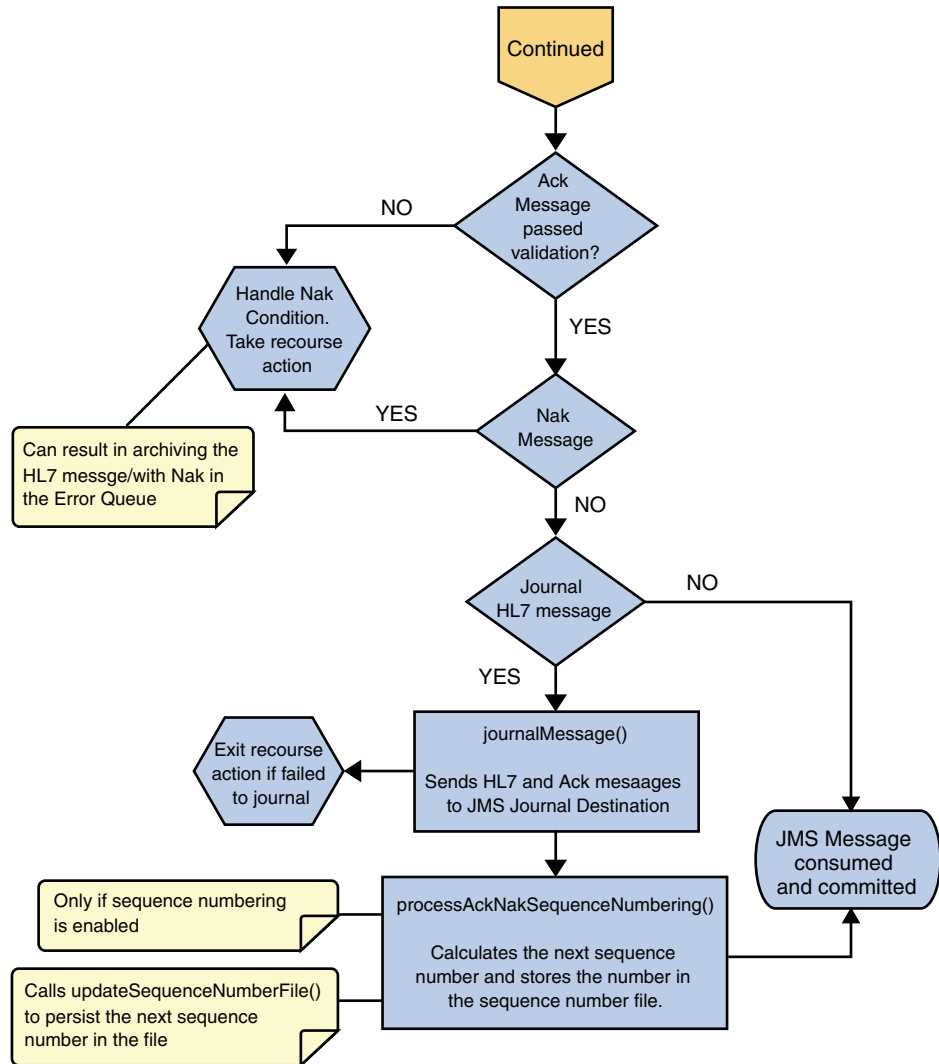 Continued
Ack
Message
passed
validation?
NO
YES
Handle Nak
Condition.
Take recourse
action
Can result in archiving the
HL7 messge/with Nak in
the Error Queue
YES
Nak
Message
NO
Journal
HL7 message
NO
YES
journalMessage()
Sends HL7 and Ack mesaages
to JMS Journal Destination
Exit recourse
action if failed
to journal
JMS Message
consumed
and committed
Only if sequence numbering
is enabled
processAckNakSequenceNumbering()
Calculates the next sequence
number and stores the number in
the sequence number file.
Calls updateSequenceNumberFile()
to persist the next sequence
number in the file